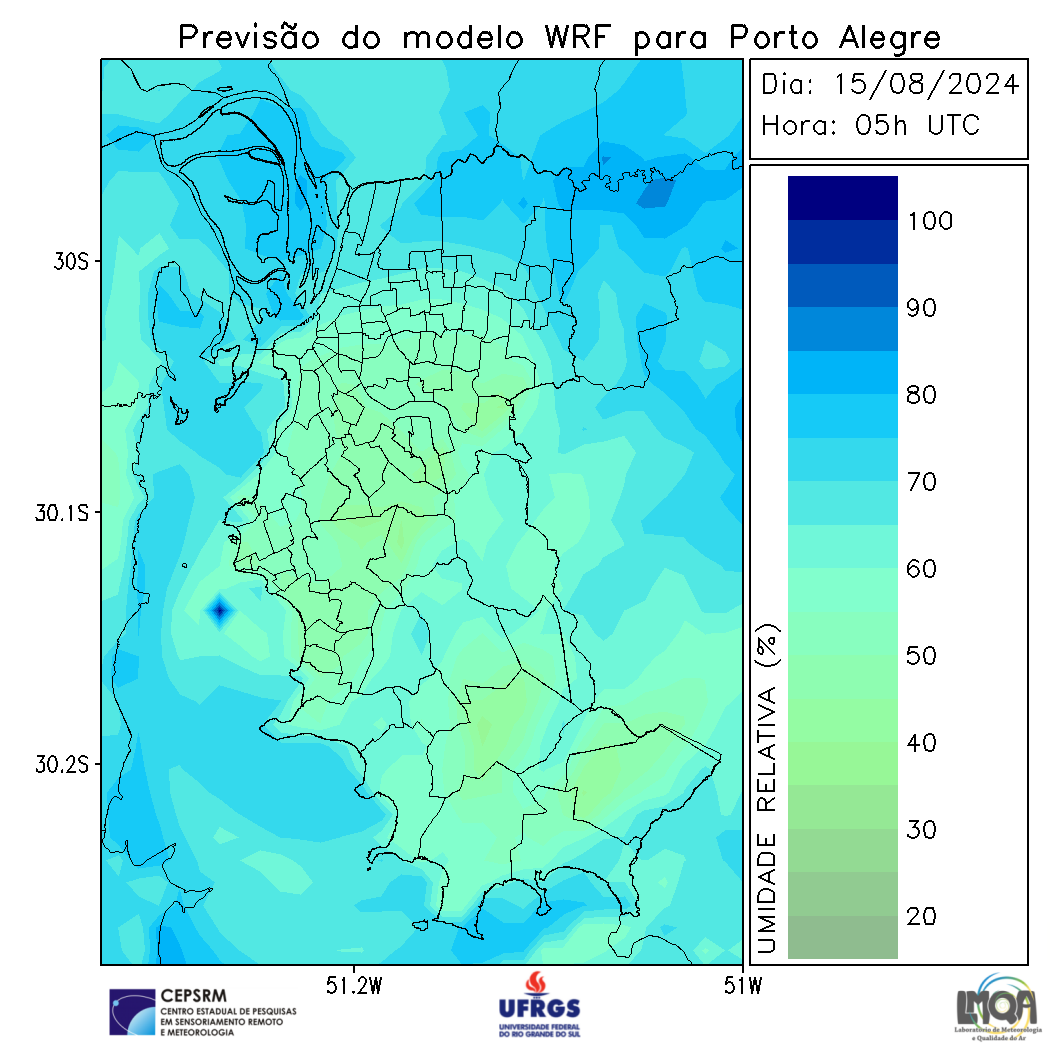 Previsão do modelo WRF para Porto Alegre
Dia: 15/08/2024
Hora: 05h UTC
100
90
80
70
60
50
40
30
20
UMIDADE RELATIVA (%)
30S
30.1S
30.2S
51.2W
51W
CEPSRM
CENTRO ESTADUAL DE PESQUISAS
EM SENSORIAMENTO REMOTO
E METEOROLOGIA
UFRGS
UNIVERSIDADE FEDERAL
DO RIO GRANDE DO SUL
LMQA
Laboratório de Meteorologia
e Qualidade do Ar